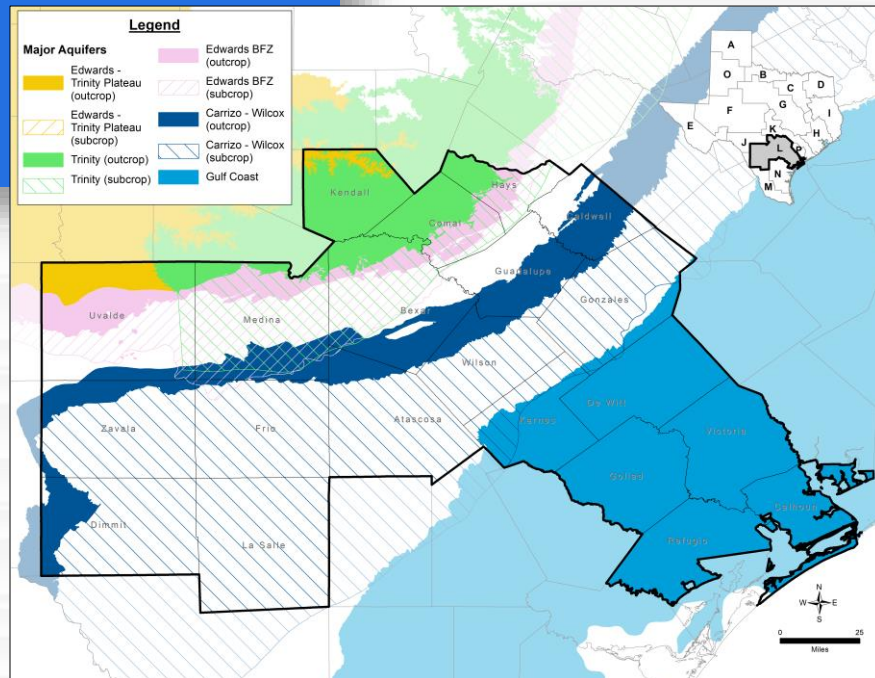 Legend
Major Aquifers
Edwards -
Trinity Plateau
(outcrop)
Edwards -
Trinity Plateau
(subcrop)
Trinity (outcrop)
Trinity (subcrop)
Edwards BFZ
(outcrop)
Edwards BFZ
(subcrop)
Carrizo - Wilcox
(outcrop)
Carrizo - Wilcox
(subcrop)
Gulf Coast
A
O
B
C
D
F
G
I
E
K
H
J
L
P
N
M
Kendall
Hays
Comal
Caldwell
Guadalupe
Uvalde
Medina
Bexar
Gonzales
Wilson
De Witt
Zavala
Frio
Atascosa
Karnes
Victoria
Goliad
Calhoun
Dimmit
La Salle
Refugio
N
W
E
S
0
25
Miles